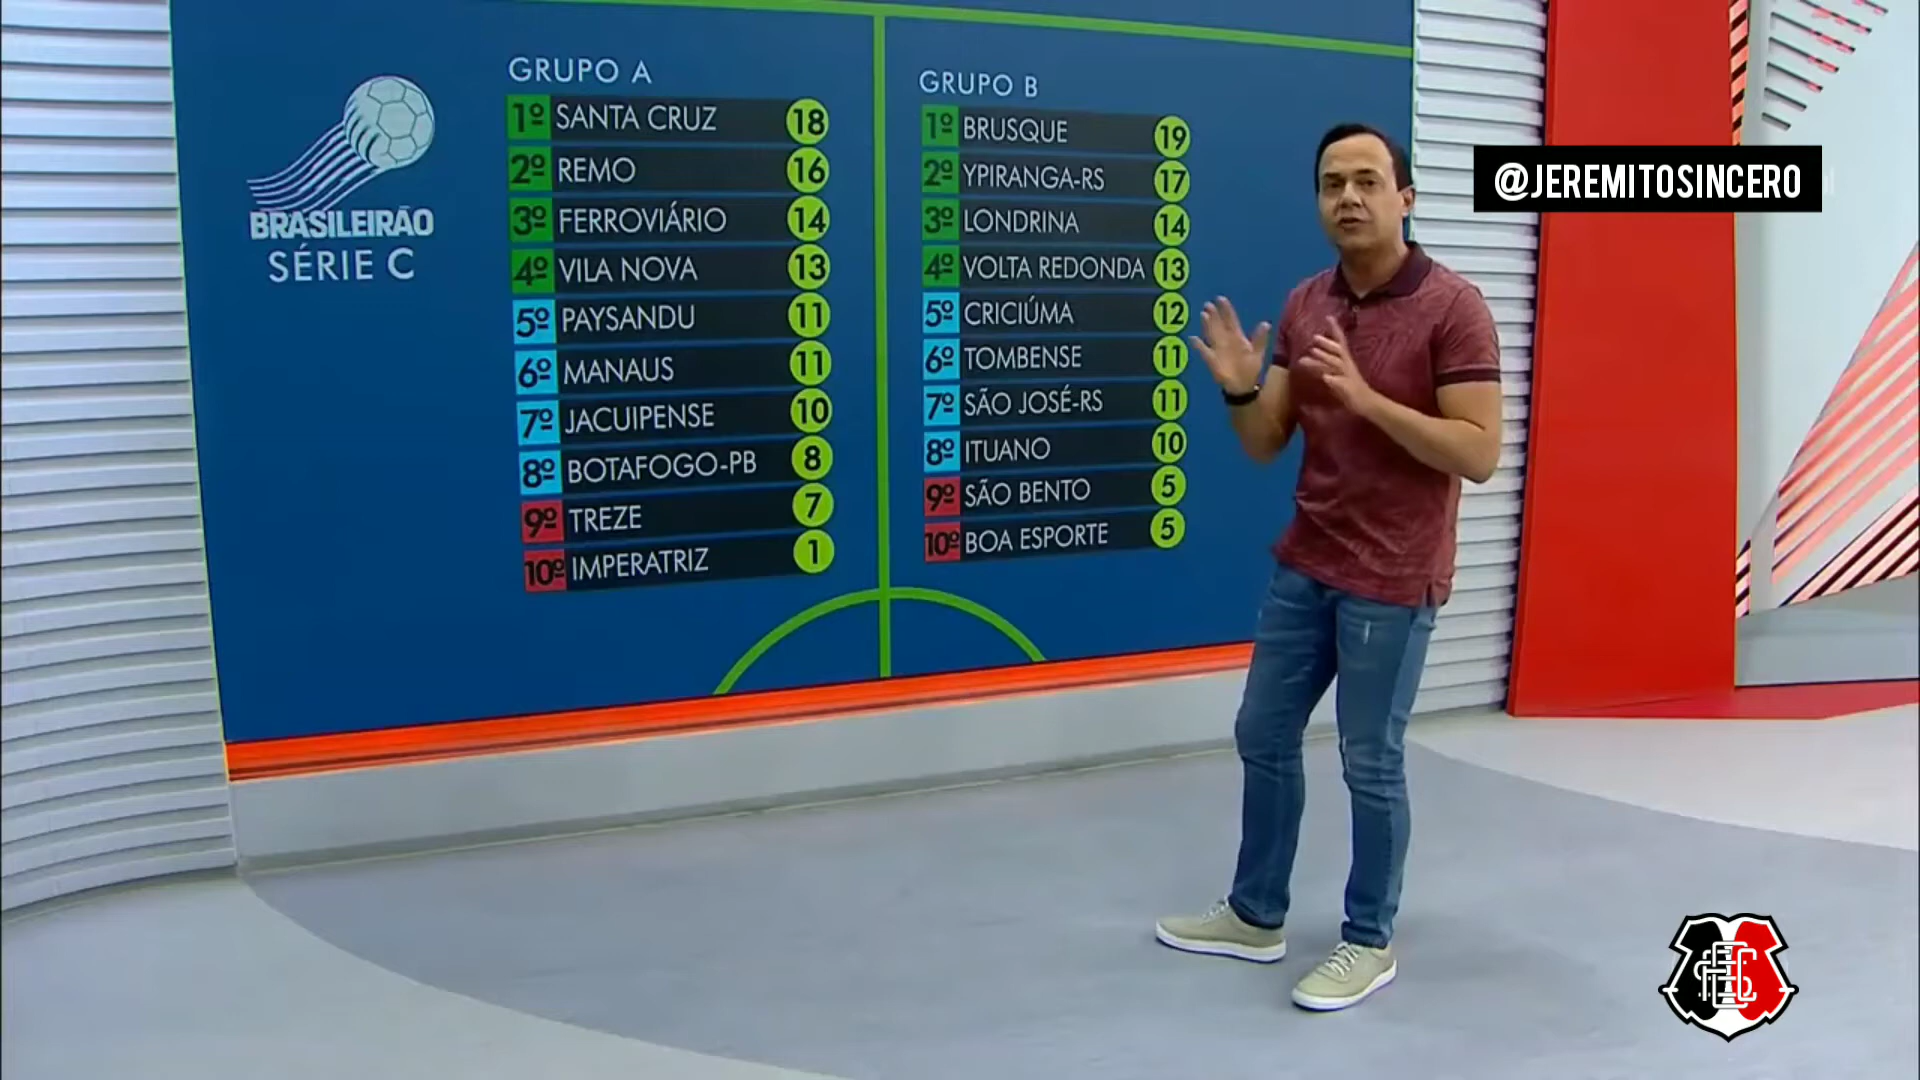 @JEREMITOSINCERO
BRASILEIRÃO
SÉRIE C
GRUPO A
1º SANTA CRUZ 18
2º REMO 16
3º FERROVIÁRIO 14
4º VILA NOVA 13
5º PAYSANDU 11
6º MANAUS 11
7º JACUIPENSE 10
8º BOTAFOGO-PB 8
9º TREZE 7
10º IMPERATRIZ 1
GRUPO B
1º BRUSQUE 19
2º YPIRANGA-RS 17
3º LONDRINA 14
4º VOLTA REDONDA 13
5º CRICIÚMA 12
6º TOMBENSE 11
7º SÃO JOSÉ-RS 11
8º ITUANO 10
9º SÃO BENTO 5
10º BOA ESPORTE 5